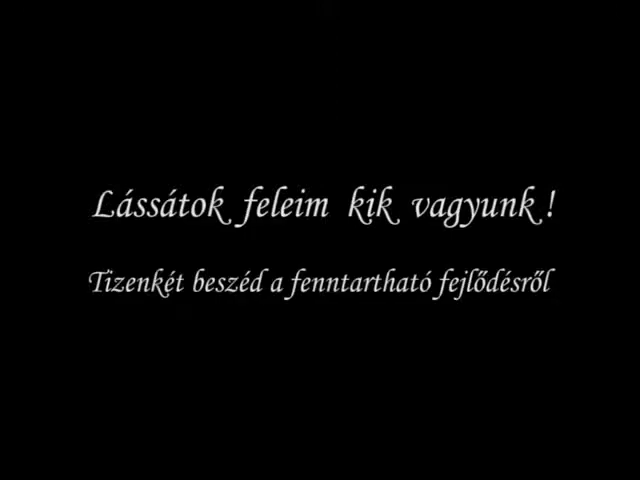 Lássátok feleim kik vagyunk !
Tizenkét beszéd a fenntartható fejlődésről